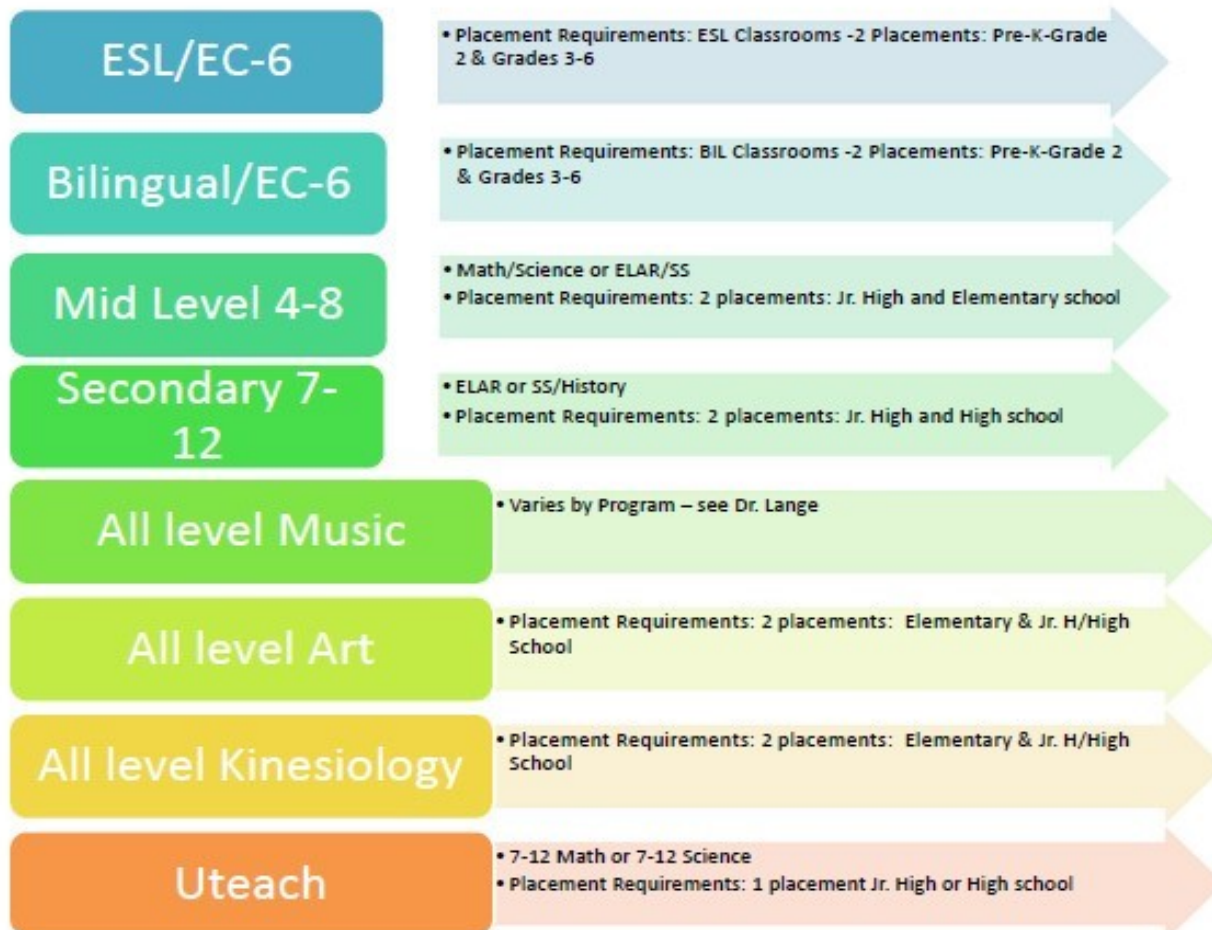 ESL/EC-6
• Placement Requirements: ESL Classrooms -2 Placements: Pre-K-Grade
2 & Grades 3-6
Bilingual/EC-6
• Placement Requirements: BIL Classrooms -2 Placements: Pre-K-Grade 2
& Grades 3-6
Mid Level 4-8
• Math/Science or ELAR/SS
• Placement Requirements: 2 placements: Jr. High and Elementary school
Secondary 7-
12
• ELAR or SS/History
• Placement Requirements: 2 placements: Jr. High and High school
All level Music
• Varies by Program – see Dr. Lange
All level Art
• Placement Requirements: 2 placements: Elementary & Jr. H/High
School
All level Kinesiology
• Placement Requirements: 2 placements: Elementary & Jr. H/High
School
Uteach
• 7-12 Math or 7-12 Science
• Placement Requirements: 1 placement Jr. High or High school